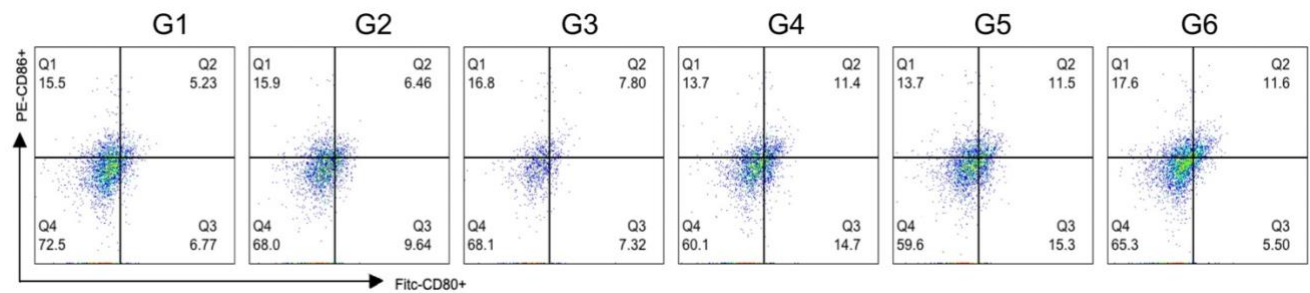 G1 G2 G3 G4 G5 G6
PE-CD86+
Q1 Q2 Q1 Q2 Q1 Q2 Q1 Q2 Q1 Q2 Q1 Q2
15.5 5.23 15.9 6.46 16.8 7.80 13.7 11.4 13.7 11.5 17.6 11.6
Q4 Q3 Q4 Q3 Q4 Q3 Q4 Q3 Q4 Q3 Q4 Q3
72.5 6.77 68.0 9.64 68.1 7.32 60.1 14.7 59.6 15.3 65.3 5.50
Fitc-CD80+